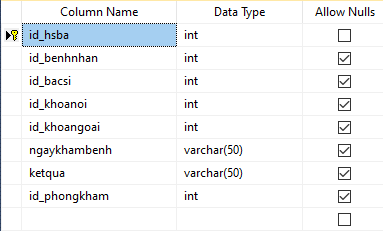 Column Name Data Type Allow Nulls
id_hsba int
id_benhnhan int
id_bacsi int
id_khoanoi int
id_khoangoai int
ngaykhambenh varchar(50)
ketqua varchar(50)
id_phongkham int